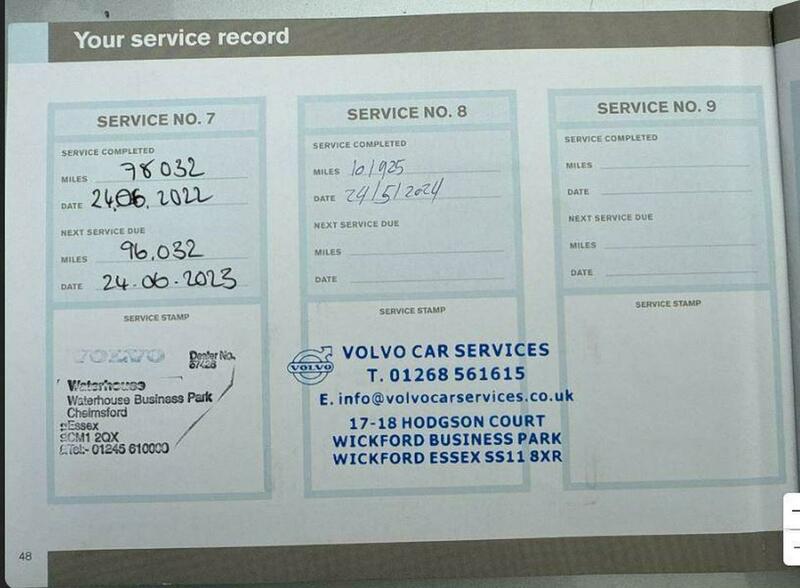 Your service record
SERVICE NO. 7
SERVICE COMPLETED
MILES 78032
DATE 24.06.2022
NEXT SERVICE DUE
MILES 96.032
DATE 24.06.2023
SERVICE STAMP
VOLVO
Dealer No.
Waterhouse
Waterhouse Business Park
Chelmsford
Essex
CM1 2QX
Tel:- 01245 610000
SERVICE NO. 8
SERVICE COMPLETED
MILES 101925
DATE 24/5/2024
NEXT SERVICE DUE
MILES
DATE
SERVICE STAMP
VOLVO
VOLVO CAR SERVICES
T. 01268 561615
E. info@volvocarservices.co.uk
17-18 HODGSON COURT
WICKFORD BUSINESS PARK
WICKFORD ESSEX SS11 8XR
SERVICE NO. 9
SERVICE COMPLETED
MILES
DATE
NEXT SERVICE DUE
MILES
DATE
SERVICE STAMP
48